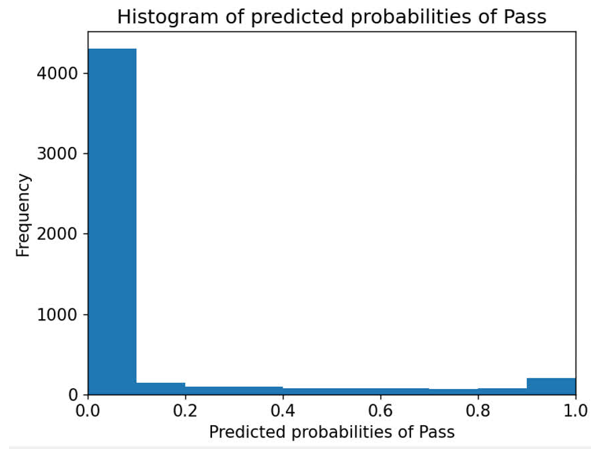 Histogram of predicted probabilities of Pass
4000
3000
2000
1000
0
Frequency
0.0 0.2 0.4 0.6 0.8 1.0
Predicted probabilities of Pass